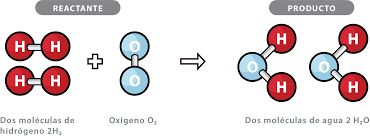 REACTANTE
PRODUCTO
H H
H H
+
O
O
H
O
H
H
O
H
Dos moléculas de
hidrógeno 2H₂
Oxígeno O₂
Dos moléculas de agua 2 H₂O